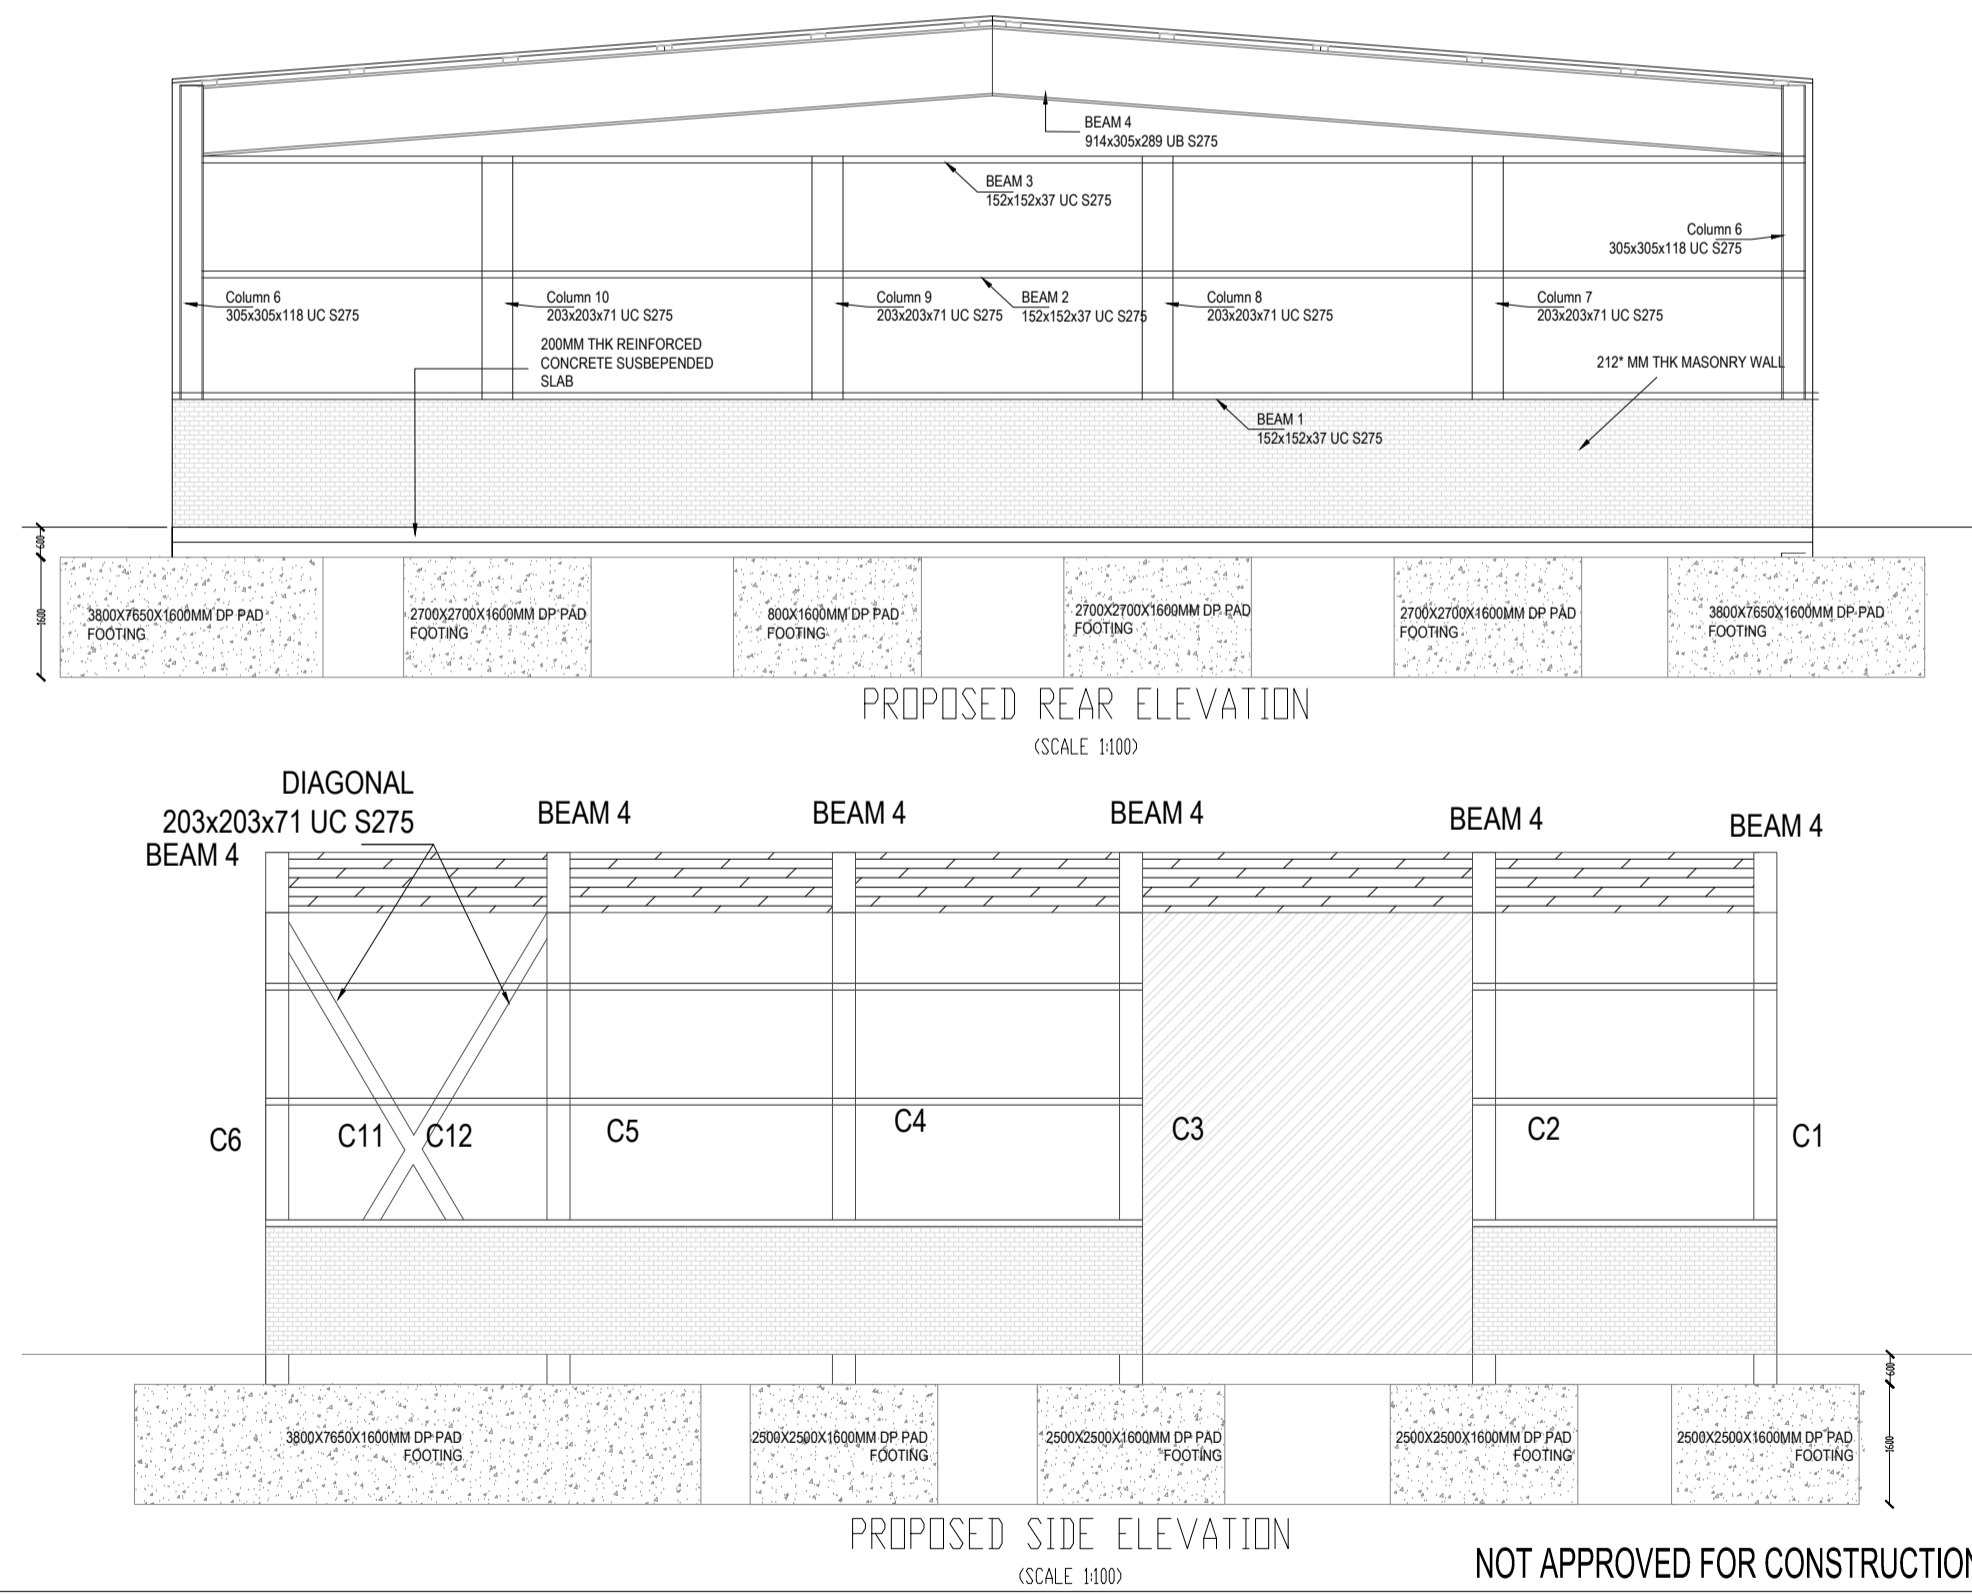 BEAM 4
914x305x289 UB S275
BEAM 3
152x152x37 UC S275
Column 6
305x305x118 UC S275
Column 6
305x305x118 UC S275
Column 10
203x203x71 UC S275
Column 9
203x203x71 UC S275
BEAM 2
152x152x37 UC S275
Column 8
203x203x71 UC S275
Column 7
203x203x71 UC S275
200MM THK REINFORCED
CONCRETE SUSBEPENDED
SLAB
212* MM THK MASONRY WALL
BEAM 1
152x152x37 UC S275
600
1600
3800X7650X1600MM DP PAD
FOOTING
2700X2700X1600MM DP PAD
FOOTING
800X1600MM DP PAD
FOOTING
2700X2700X1600MM DP PAD
FOOTING
2700X2700X1600MM DP PAD
FOOTING
3800X7650X1600MM DP PAD
FOOTING
PROPOSED REAR ELEVATION
(SCALE 1:100)
DIAGONAL
203x203x71 UC S275
BEAM 4
BEAM 4
BEAM 4
BEAM 4
BEAM 4
BEAM 4
C6
C11
C12
C5
C4
C3
C2
C1
600
1600
3800X7650X1600MM DP PAD
FOOTING
2500X2500X1600MM DP PAD
FOOTING
2500X2500X1600MM DP PAD
FOOTING
2500X2500X1600MM DP PAD
FOOTING
2500X2500X1600MM DP PAD
FOOTING
PROPOSED SIDE ELEVATION
(SCALE 1:100)
NOT APPROVED FOR CONSTRUCTION